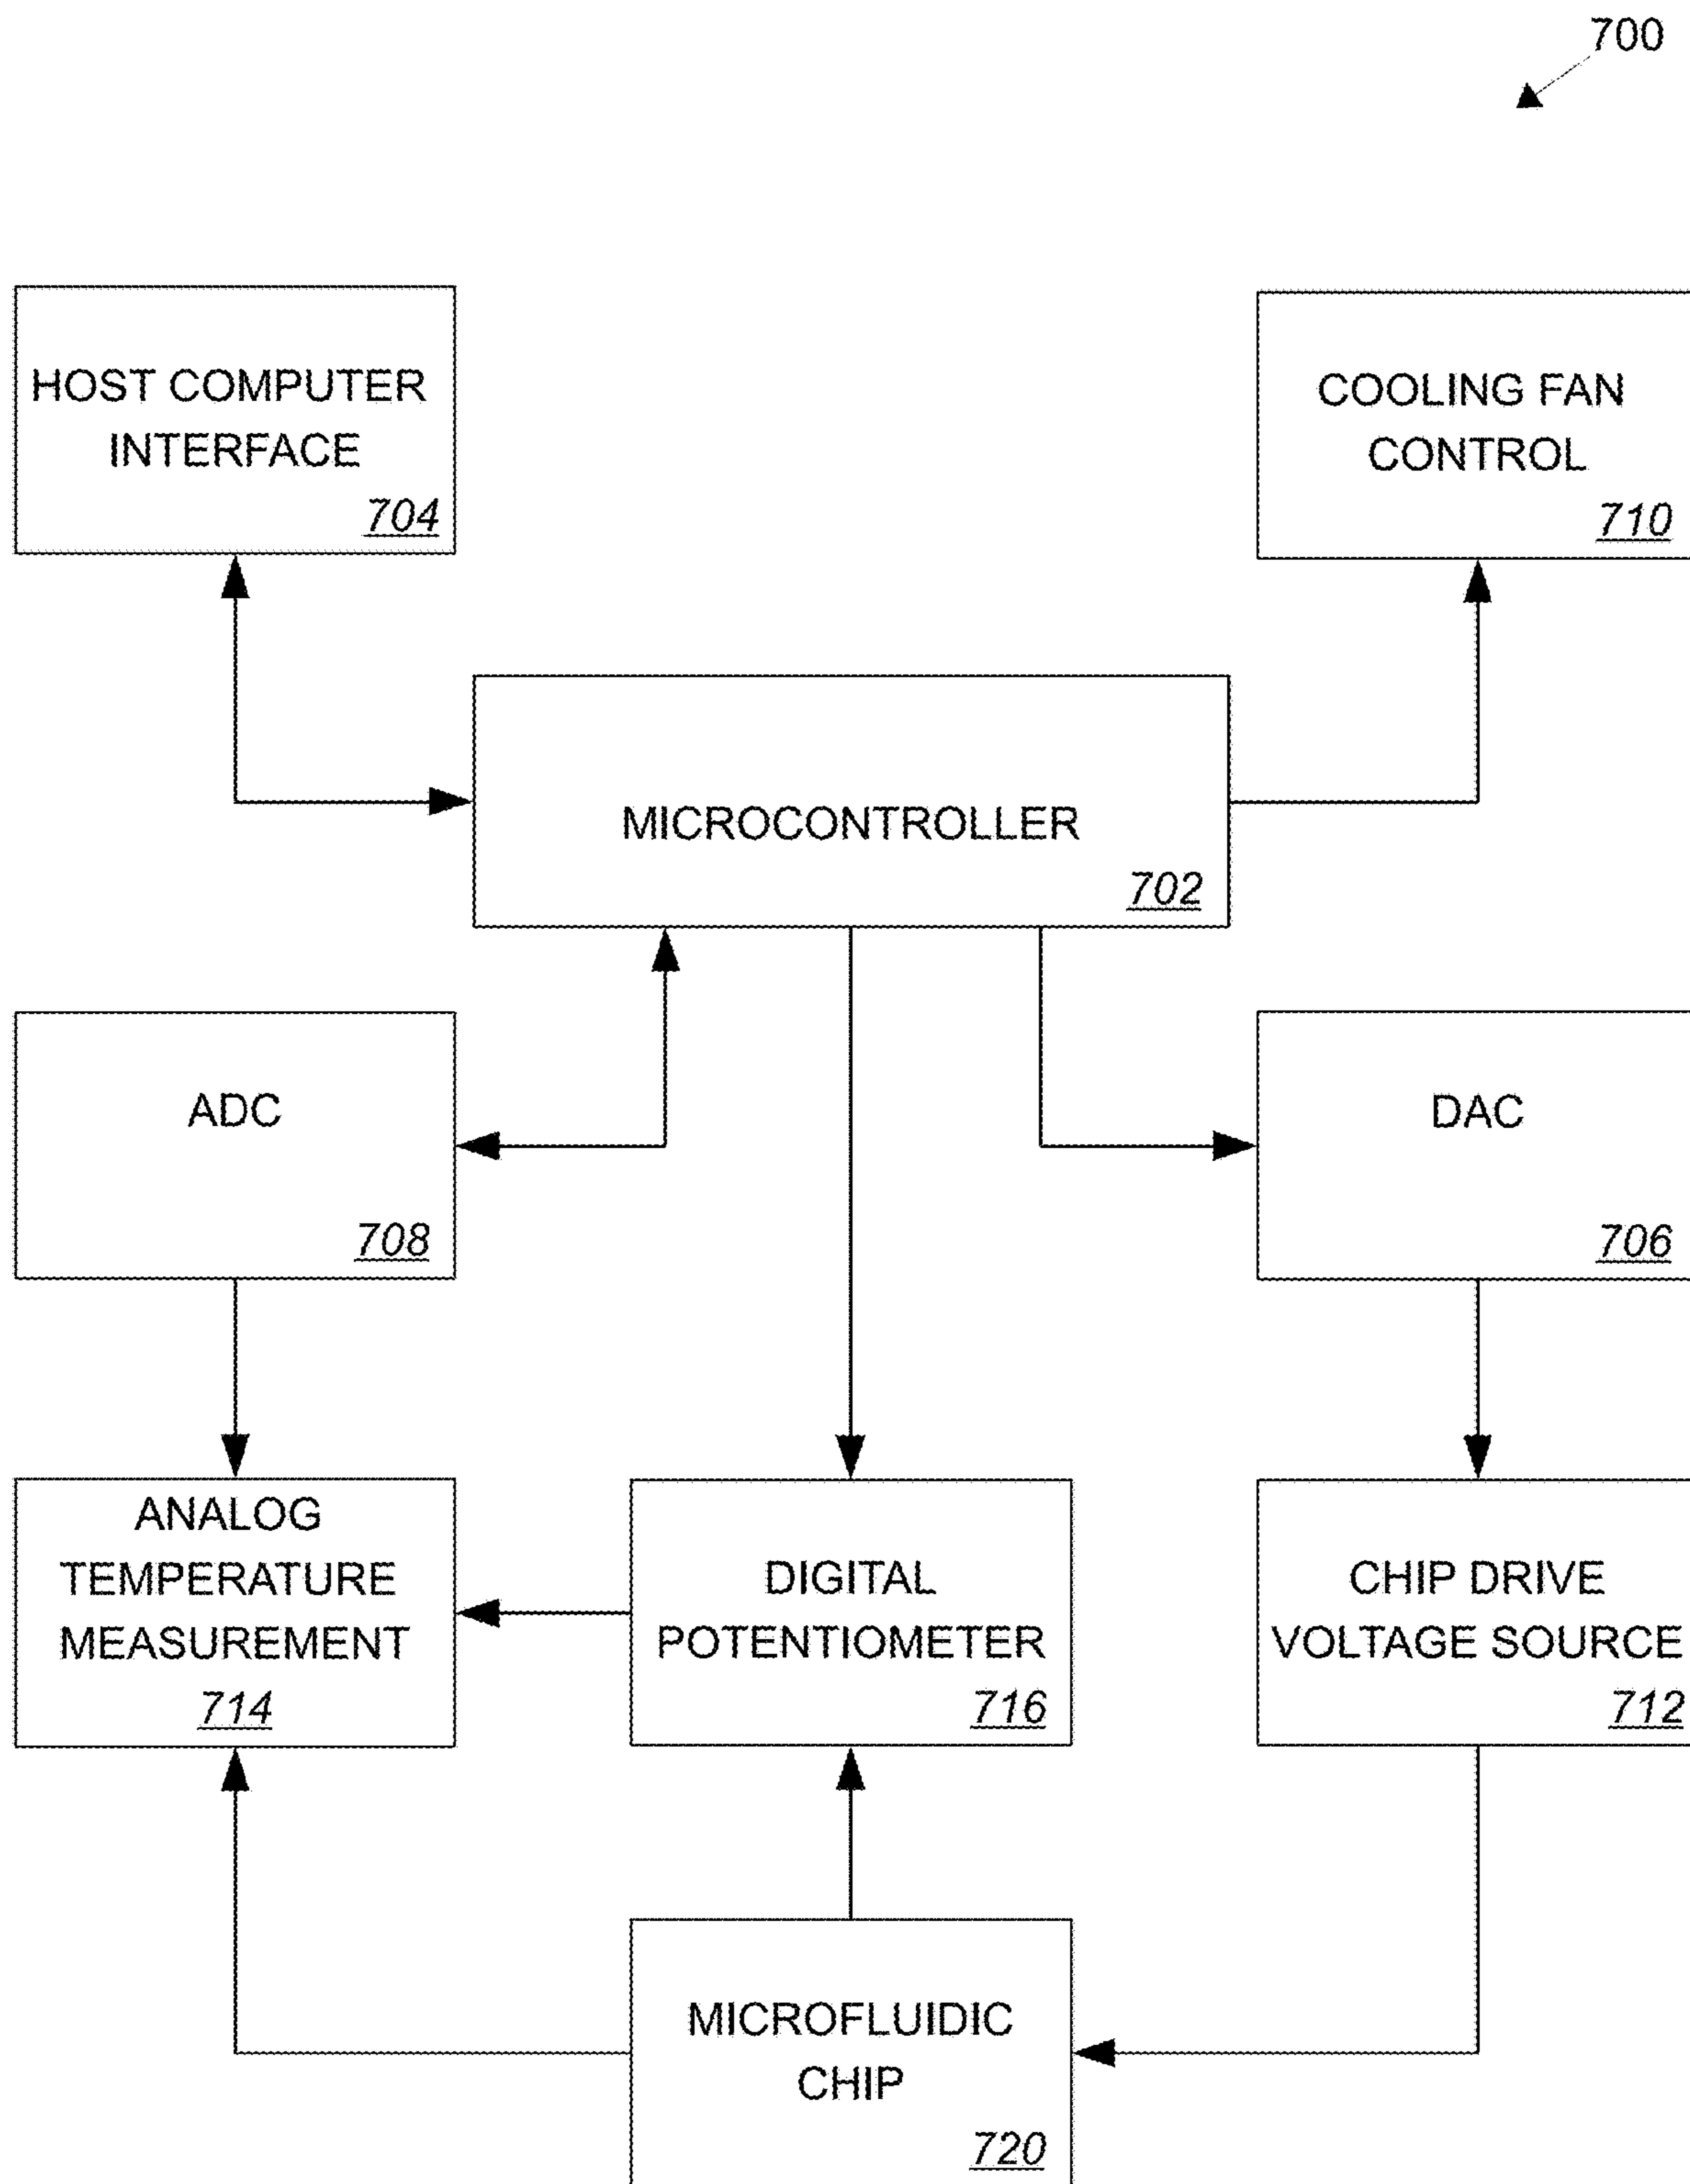 700
HOST COMPUTER
INTERFACE
704
COOLING FAN
CONTROL
710
MICROCONTROLLER
702
ADC
708
DAC
706
ANALOG
TEMPERATURE
MEASUREMENT
714
DIGITAL
POTENTIOMETER
716
CHIP DRIVE
VOLTAGE SOURCE
712
MICROFLUIDIC
CHIP
720